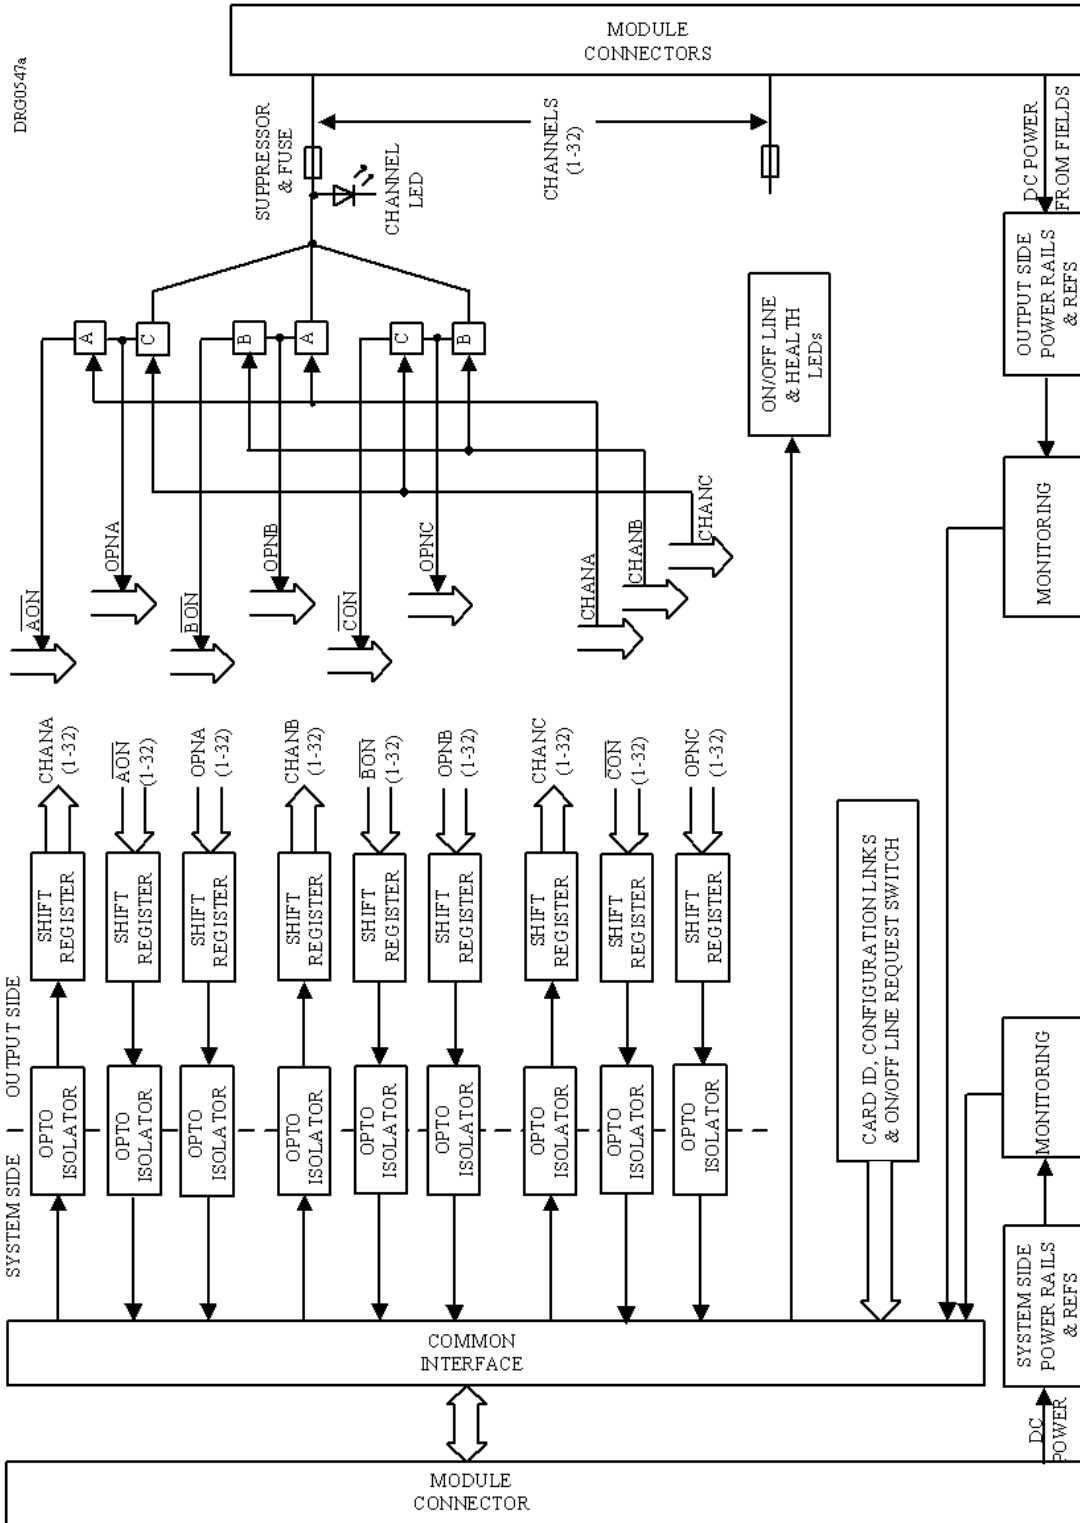 DRG0547a
MODULE
CONNECTORS
SUPPRESSOR
& FUSE
CHANNEL
LED
CHANNELS
(1-32)
DC POWER
FROM FIELDS
OUTPUT SIDE
POWER RAILS
& REFS
ON/OFF LINE
& HEALTH
LEDs
A
C
B
A
C
B
MONITORING
A̅O̅N̅
OPNA
B̅O̅N̅
OPNB
C̅O̅N̅
OPNC
CHANA
CHANB
CHANC
CHANA
(1-32)
A̅O̅N̅
(1-32)
OPNA
(1-32)
CHANB
(1-32)
B̅O̅N̅
(1-32)
OPNB
(1-32)
CHANC
(1-32)
C̅O̅N̅
(1-32)
OPNC
(1-32)
SHIFT
REGISTER
SHIFT
REGISTER
SHIFT
REGISTER
SHIFT
REGISTER
SHIFT
REGISTER
SHIFT
REGISTER
SHIFT
REGISTER
SHIFT
REGISTER
SHIFT
REGISTER
OUTPUT SIDE
SYSTEM SIDE
OPTO
ISOLATOR
OPTO
ISOLATOR
OPTO
ISOLATOR
OPTO
ISOLATOR
OPTO
ISOLATOR
OPTO
ISOLATOR
OPTO
ISOLATOR
OPTO
ISOLATOR
OPTO
ISOLATOR
CARD ID, CONFIGURATION LINKS
& ON/OFF LINE REQUEST SWITCH
MONITORING
SYSTEM SIDE
POWER RAILS
& REFS
COMMON
INTERFACE
DC
POWER
MODULE
CONNECTOR